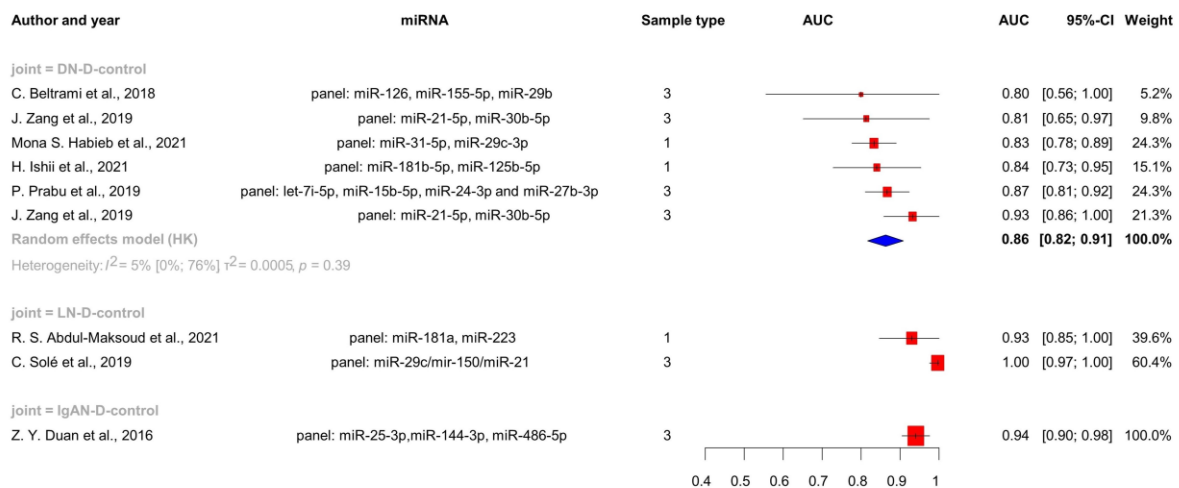 Author and year miRNA Sample type AUC AUC 95%-CI Weight
joint = DN-D-control
C. Beltrami et al., 2018 panel: miR-126, miR-155-5p, miR-29b 3 0.80 [0.56; 1.00] 5.2%
J. Zang et al., 2019 panel: miR-21-5p, miR-30b-5p 3 0.81 [0.65; 0.97] 9.8%
Mona S. Habieb et al., 2021 panel: miR-31-5p, miR-29c-3p 1 0.83 [0.78; 0.89] 24.3%
H. Ishii et al., 2021 panel: miR-181b-5p, miR-125b-5p 1 0.84 [0.73; 0.95] 15.1%
P. Prabu et al., 2019 panel: let-7i-5p, miR-15b-5p, miR-24-3p and miR-27b-3p 3 0.87 [0.81; 0.92] 24.3%
J. Zang et al., 2019 panel: miR-21-5p, miR-30b-5p 3 0.93 [0.86; 1.00] 21.3%
Random effects model (HK) 0.86 [0.82; 0.91] 100.0%
Heterogeneity: I² = 5% [0%; 76%] τ² = 0.0005, p = 0.39
joint = LN-D-control
R. S. Abdul-Maksoud et al., 2021 panel: miR-181a, miR-223 1 0.93 [0.85; 1.00] 39.6%
C. Solé et al., 2019 panel: miR-29c/mir-150/miR-21 3 1.00 [0.97; 1.00] 60.4%
joint = IgAN-D-control
Z. Y. Duan et al., 2016 panel: miR-25-3p,miR-144-3p, miR-486-5p 3 0.94 [0.90; 0.98] 100.0%
0.4 0.5 0.6 0.7 0.8 0.9 1